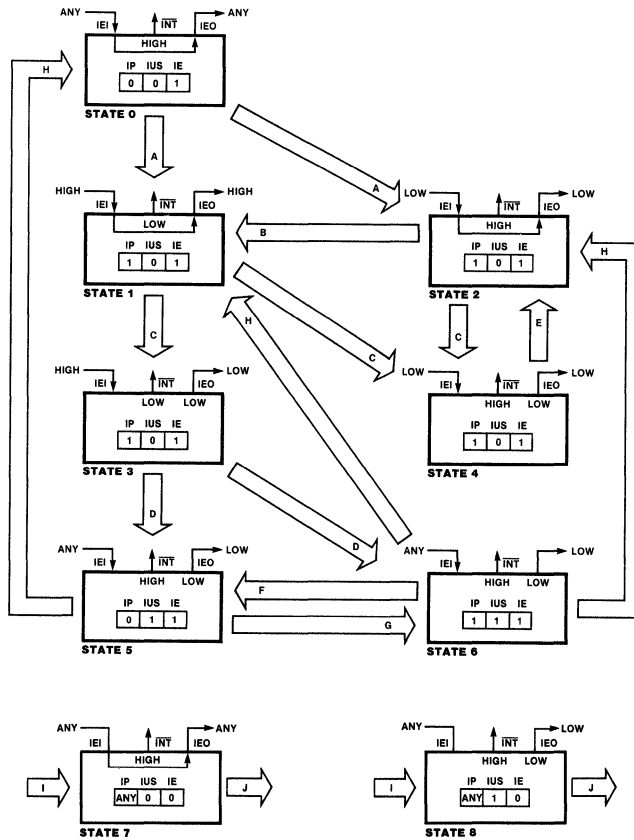 ANY ANY
IEI INT IEO
HIGH
IP IUS IE
0 0 1
STATE 0
H
A
A
HIGH HIGH
IEI INT IEO
LOW
IP IUS IE
1 0 1
STATE 1
B
LOW LOW
IEI INT IEO
HIGH
IP IUS IE
1 0 1
STATE 2
H
C
C
H
C
E
HIGH LOW
IEI INT IEO
LOW LOW
IP IUS IE
1 0 1
STATE 3
LOW LOW
IEI INT IEO
HIGH LOW
IP IUS IE
1 0 1
STATE 4
D
D
ANY LOW
IEI INT IEO
HIGH LOW
IP IUS IE
0 1 1
STATE 5
F
G
ANY LOW
IEI INT IEO
HIGH LOW
IP IUS IE
1 1 1
STATE 6
ANY ANY
IEI INT IEO
HIGH
IP IUS IE
ANY 0 0
I J
STATE 7
ANY LOW
IEI INT IEO
HIGH LOW
IP IUS IE
ANY 1 0
I J
STATE 8